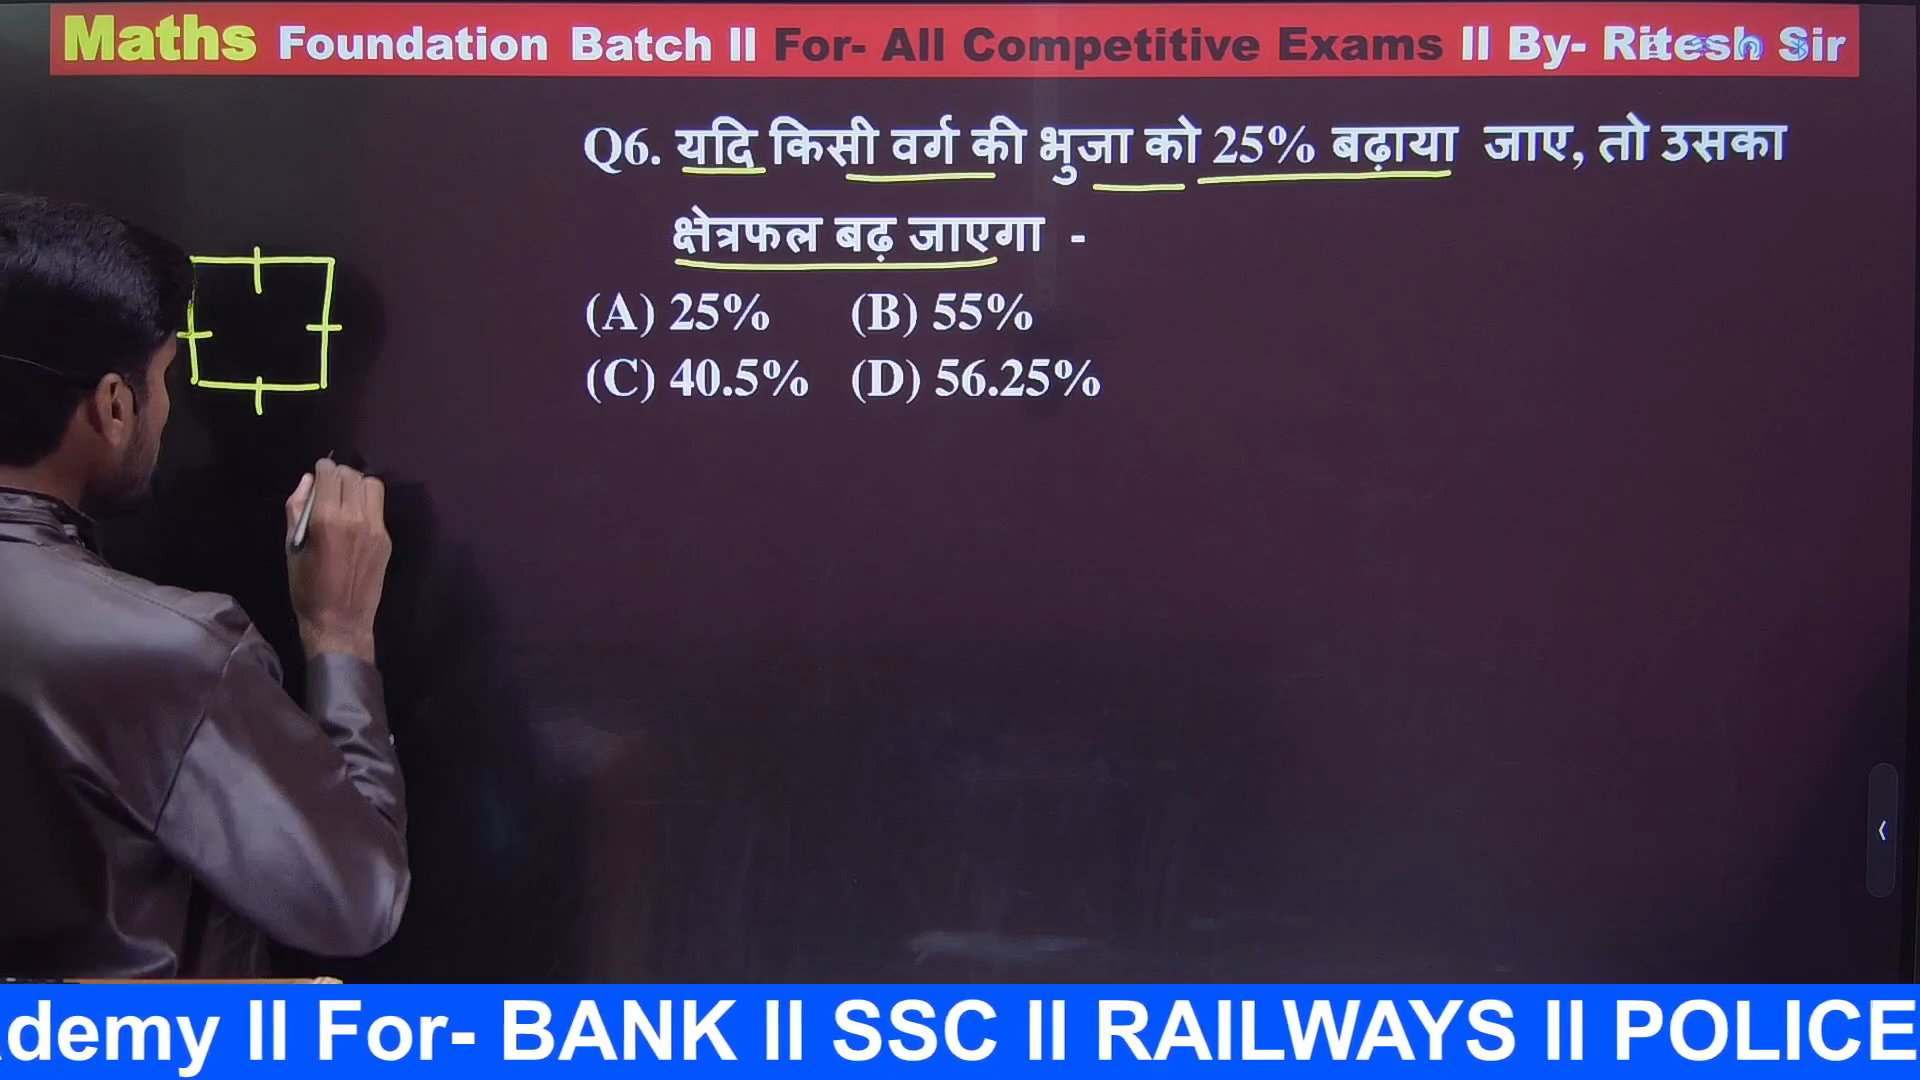 Maths Foundation Batch II For- All Competitive Exams II By- Ritesh Sir
Q6. यदि किसी वर्ग की भुजा को 25% बढ़ाया जाए, तो उसका
क्षेत्रफल बढ़ जाएगा -
(A) 25% (B) 55%
(C) 40.5% (D) 56.25%
demy II For- BANK II SSC II RAILWAYS II POLICE